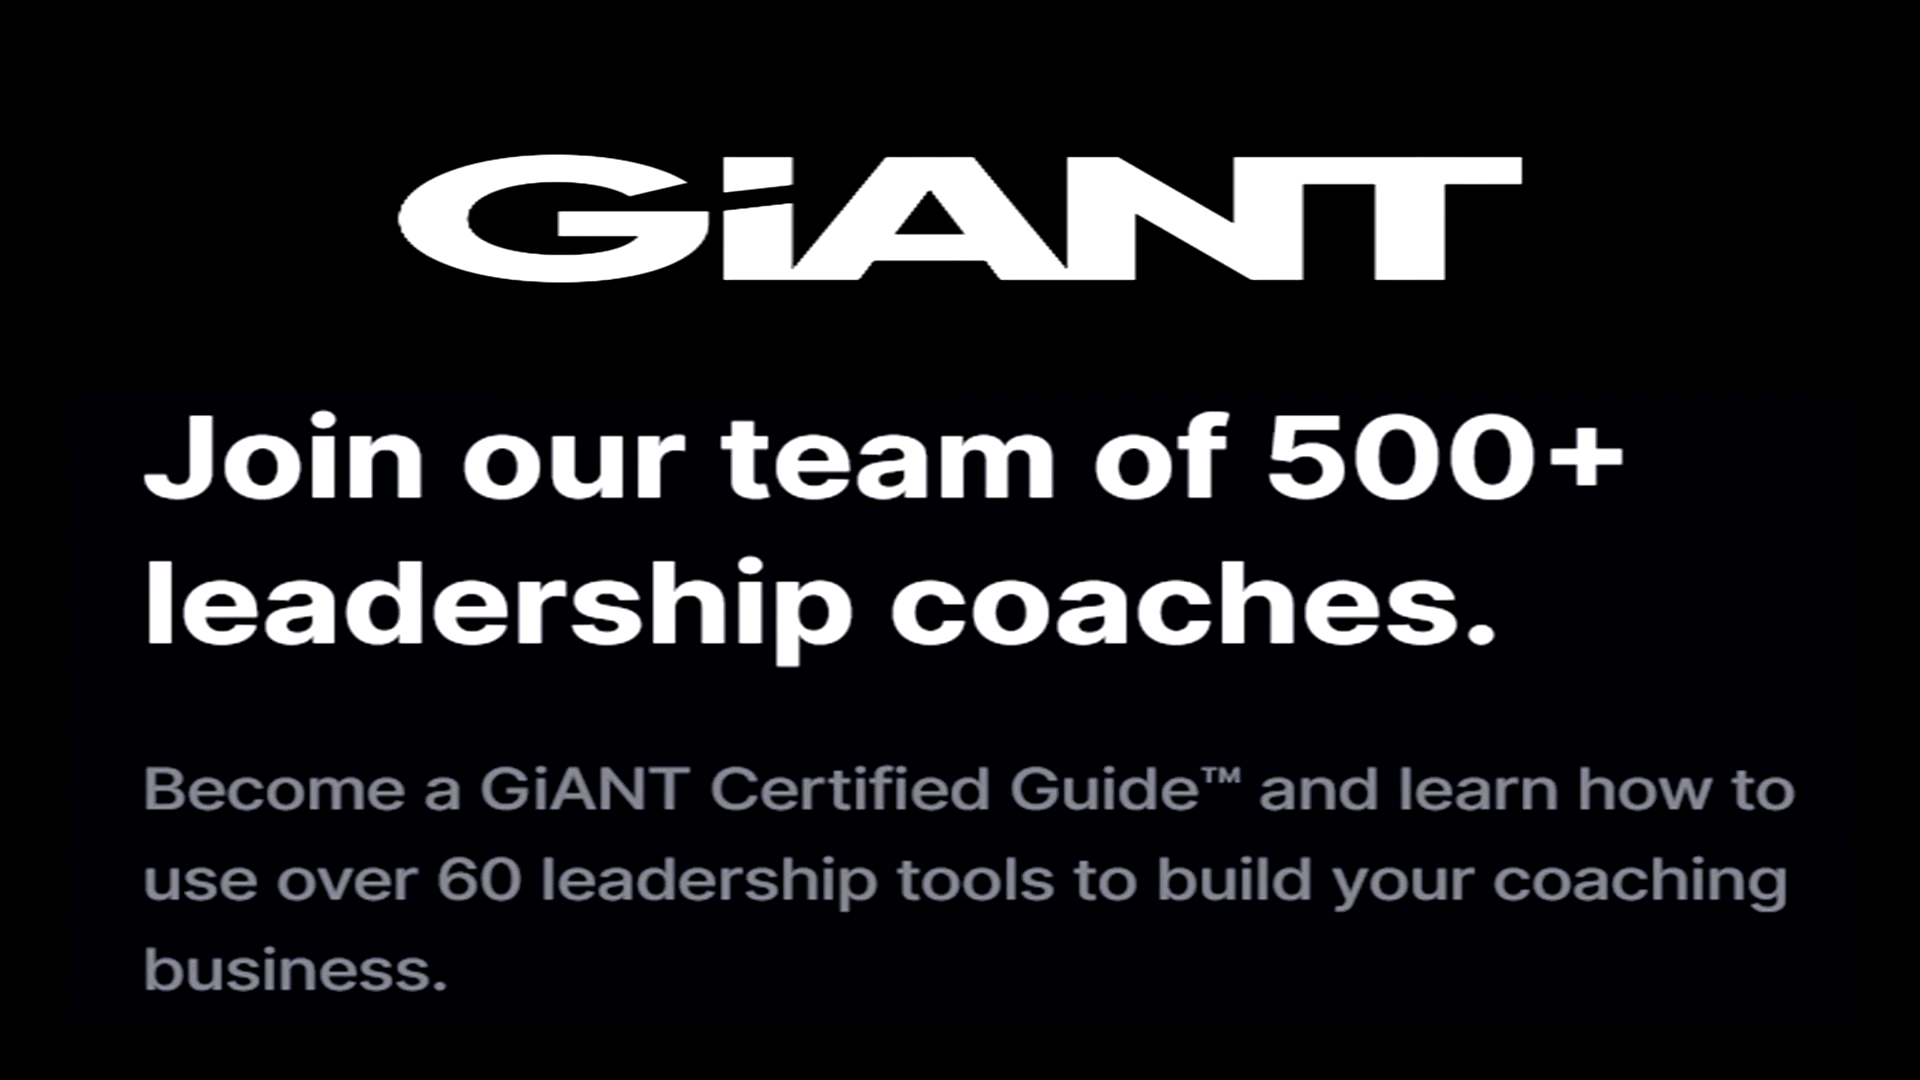 GiANT
Join our team of 500+
leadership coaches.
Become a GiANT Certified Guide™ and learn how to
use over 60 leadership tools to build your coaching
business.